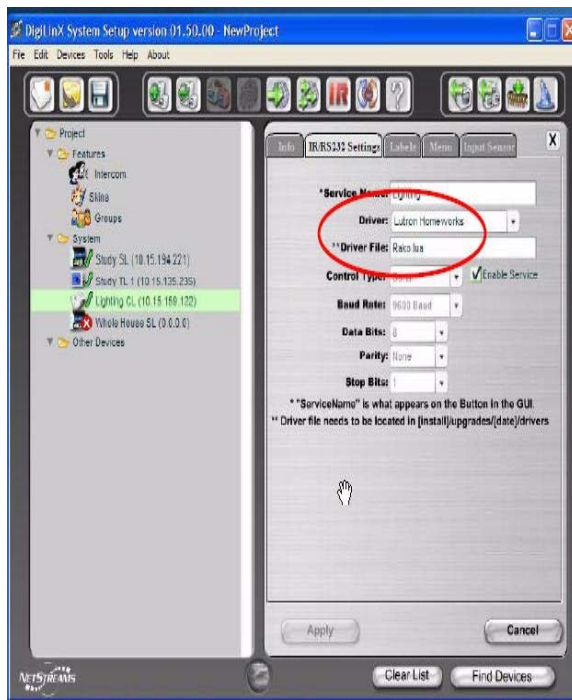 DigiLinX System Setup version 01.50.00 - NewProject
File Edit Devices Tools Help About
IR
?
Project
Features
Intercom
Skins
Groups
System
Study SL (10.15.194.221)
Study TL 1 (10.15.135.235)
Lighting CL (10.15.159.122)
Whole House SL (0.0.0.0)
Other Devices
Info IR/RS232 Settings Labels Menu Input Sensor X
*Service Name: Lighting
Driver: Lutron Homeworks
**Driver File: Rako.lua
Control Type: Enable Service
Baud Rate: 9600 Baud
Data Bits: 8
Parity: None
Stop Bits: 1
* "ServiceName" is what appears on the Button in the GUI.
** Driver file needs to be located in [install]/upgrades/[date]/drivers
Apply Cancel
NETSTREAMS Clear List Find Devices